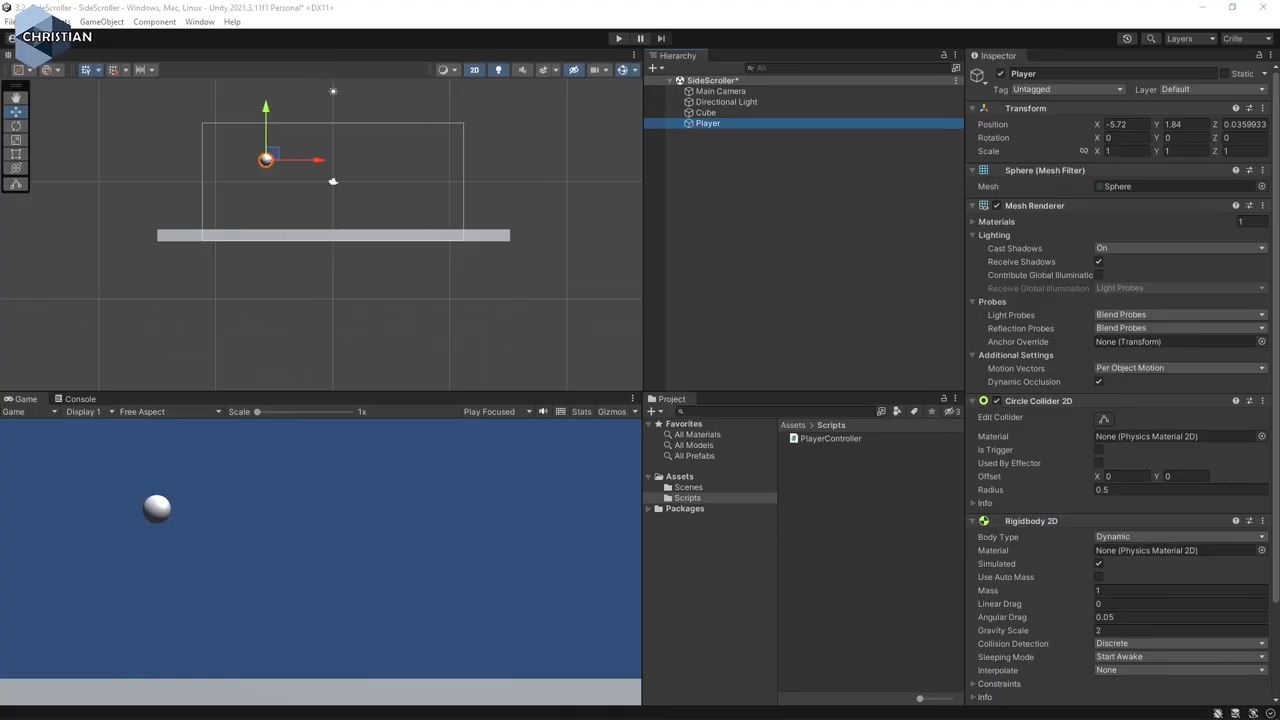 3.2 - SideScroller - SideScroller - Windows, Mac, Linux - Unity 2021.3.11f1 Personal* <DX11>
CHRISTIAN
GameObject Component Window Help
Layers Crille
2D
Hierarchy
All
SideScroller*
Main Camera
Directional Light
Cube
Player
Inspector
Player
Static
Tag Untagged Layer Default
Transform
Position X -5.72 Y 1.84 Z 0.0359933
Rotation X 0 Y 0 Z 0
Scale X 1 Y 1 Z 1
Sphere (Mesh Filter)
Mesh Sphere
Mesh Renderer
Materials 1
Lighting
Cast Shadows On
Receive Shadows
Contribute Global Illuminatio
Receive Global Illumination Light Probes
Probes
Light Probes Blend Probes
Reflection Probes Blend Probes
Anchor Override None (Transform)
Additional Settings
Motion Vectors Per Object Motion
Dynamic Occlusion
Circle Collider 2D
Edit Collider
Material None (Physics Material 2D)
Is Trigger
Used By Effector
Offset X 0 Y 0
Radius 0.5
Info
Rigidbody 2D
Body Type Dynamic
Material None (Physics Material 2D)
Simulated
Use Auto Mass
Mass 1
Linear Drag 0
Angular Drag 0.05
Gravity Scale 2
Collision Detection Discrete
Sleeping Mode Start Awake
Interpolate None
Constraints
Info
Game Console
Game Display 1 Free Aspect Scale 1x Play Focused Stats Gizmos
Project
3
Favorites
All Materials
All Models
All Prefabs
Assets
Scenes
Scripts
Packages
Assets > Scripts
PlayerController